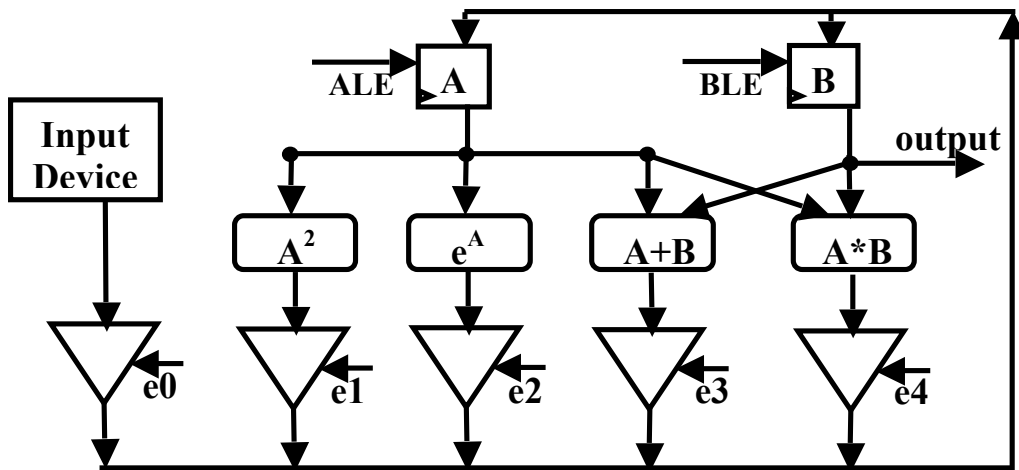 A
ALE
B
BLE
output
Input
Device
A²
e^A
A+B
A*B
e0
e1
e2
e3
e4